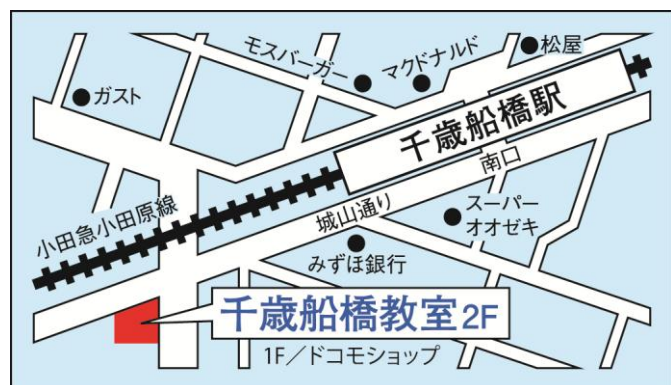 松屋
モスバーガー
マクドナルド
ガスト
千歳船橋駅
南口
城山通り
小田急小田原線
スーパー
オオゼキ
みずほ銀行
千歳船橋教室2F
1F／ドコモショップ